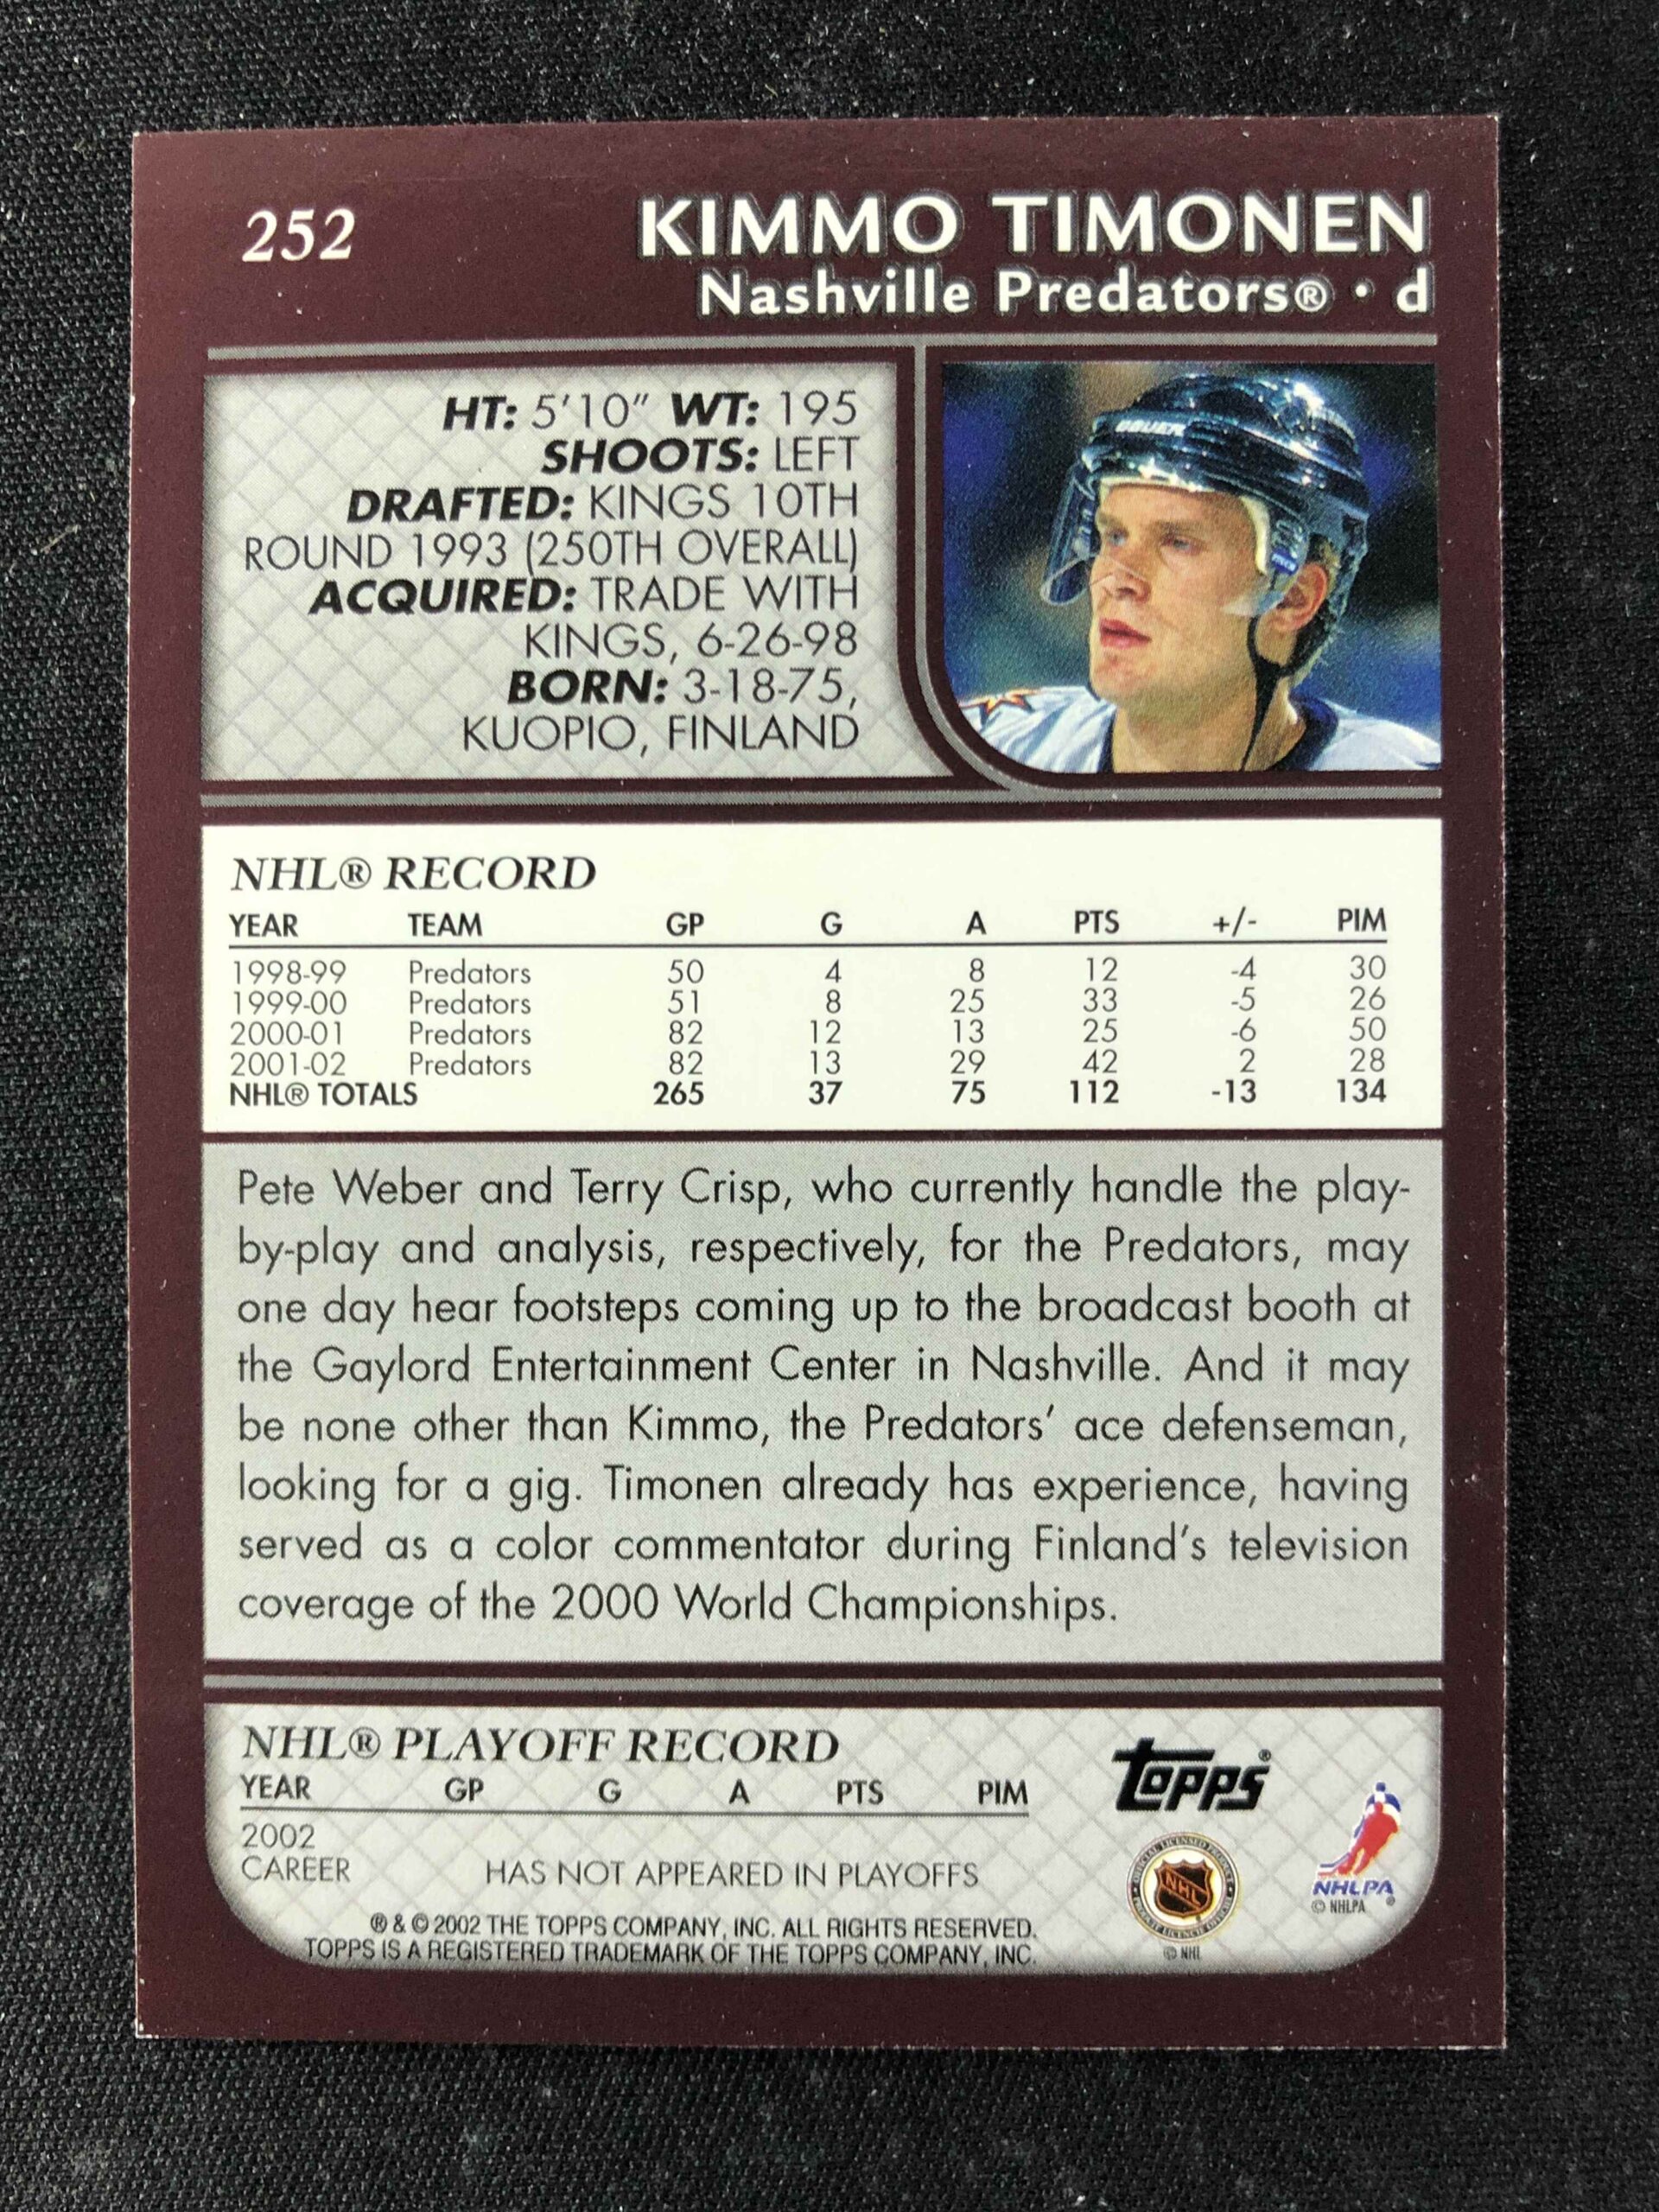 252
KIMMO TIMONEN
Nashville Predators® • d
HT: 5'10" WT: 195
SHOOTS: LEFT
DRAFTED: KINGS 10TH
ROUND 1993 (250TH OVERALL)
ACQUIRED: TRADE WITH
KINGS, 6-26-98
BORN: 3-18-75,
KUOPIO, FINLAND
BAUER
NHL® RECORD
YEAR TEAM GP G A PTS +/- PIM
1998-99 Predators 50 4 8 12 -4 30
1999-00 Predators 51 8 25 33 -5 26
2000-01 Predators 82 12 13 25 -6 50
2001-02 Predators 82 13 29 42 2 28
NHL® TOTALS 265 37 75 112 -13 134
Pete Weber and Terry Crisp, who currently handle the play-
by-play and analysis, respectively, for the Predators, may
one day hear footsteps coming up to the broadcast booth at
the Gaylord Entertainment Center in Nashville. And it may
be none other than Kimmo, the Predators' ace defenseman,
looking for a gig. Timonen already has experience, having
served as a color commentator during Finland's television
coverage of the 2000 World Championships.
NHL® PLAYOFF RECORD
YEAR GP G A PTS PIM
2002
CAREER HAS NOT APPEARED IN PLAYOFFS
® & © 2002 THE TOPPS COMPANY, INC. ALL RIGHTS RESERVED.
TOPPS IS A REGISTERED TRADEMARK OF THE TOPPS COMPANY, INC.
Topps®
NHL
© NHL
NHLPA®
© NHLPA